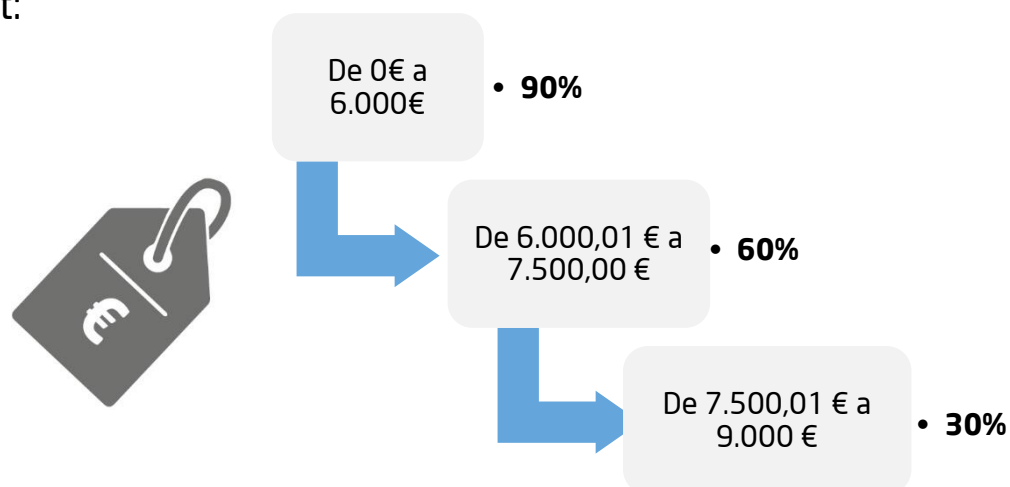 t:
De 0€ a
6.000€
• 90%
De 6.000,01 € a
7.500,00 €
• 60%
De 7.500,01 € a
9.000 €
• 30%
€